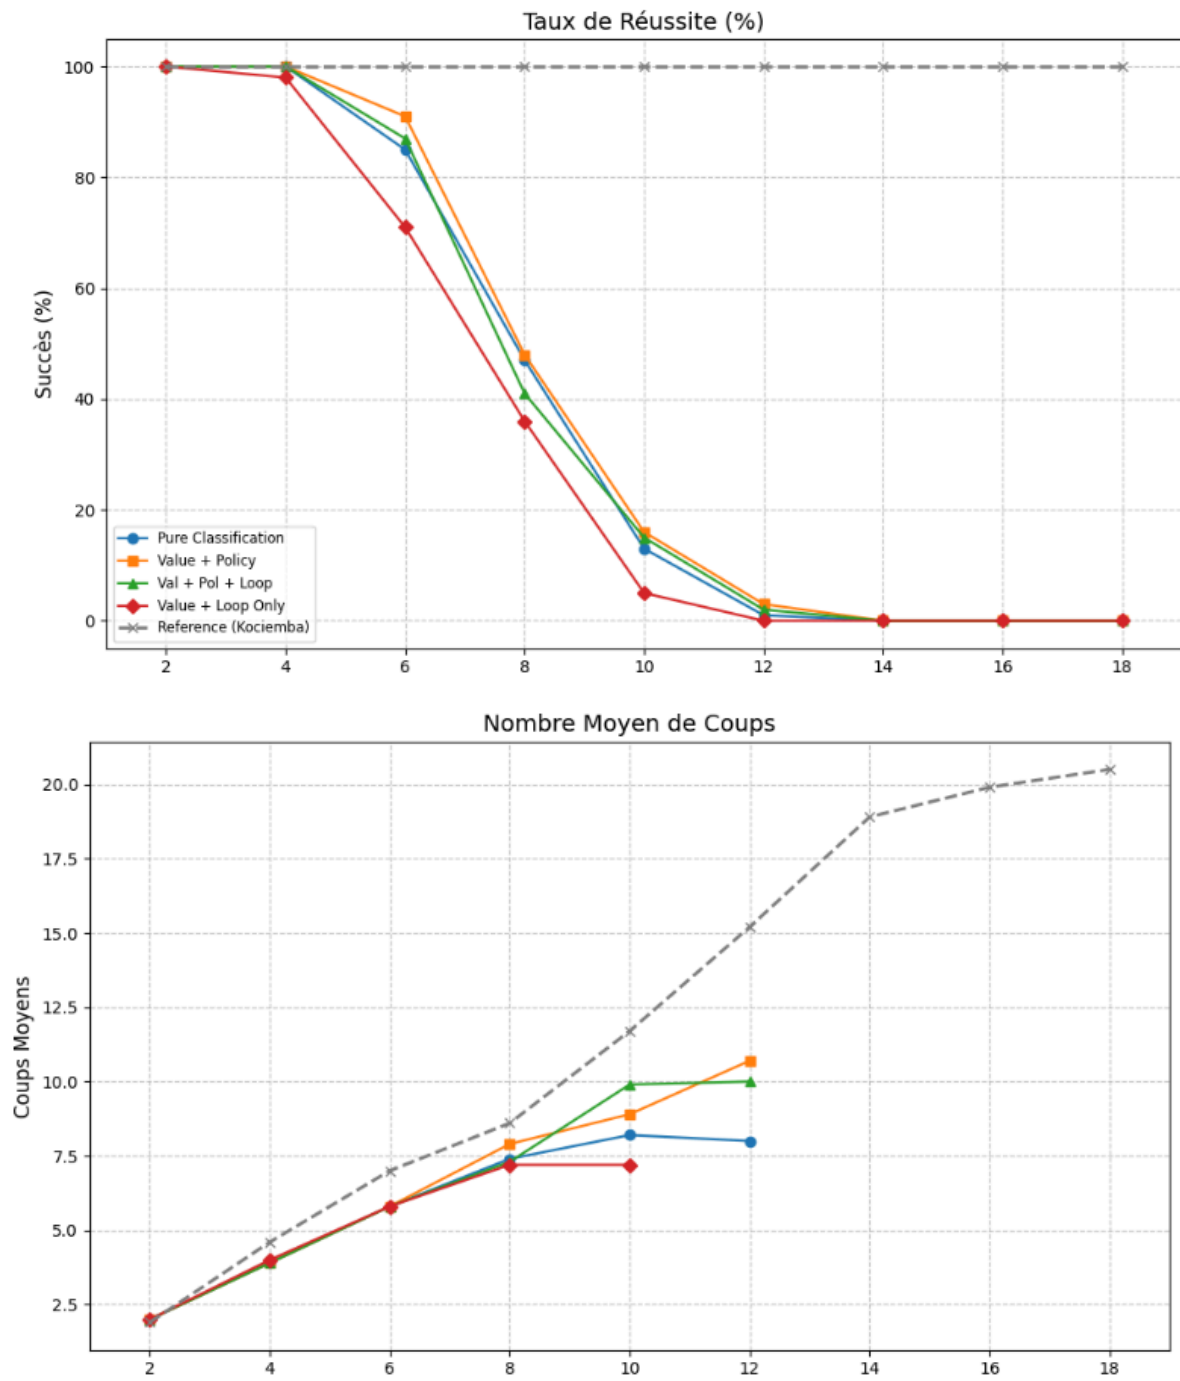 Taux de Réussite (%)
100
80
60
40
20
0
Succès (%)
Pure Classification
Value + Policy
Val + Pol + Loop
Value + Loop Only
Reference (Kociemba)
2 4 6 8 10 12 14 16 18
Nombre Moyen de Coups
20.0
17.5
15.0
12.5
10.0
7.5
5.0
2.5
Coups Moyens
2 4 6 8 10 12 14 16 18